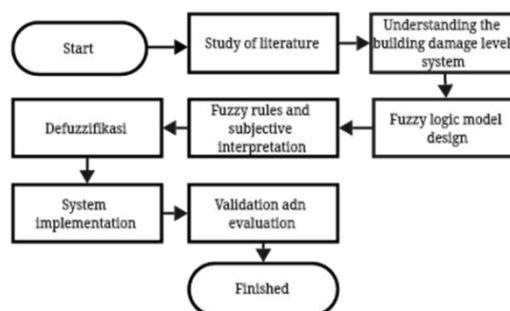 Start
Study of literature
Understanding the
building damage level
system
Fuzzy logic model
design
Fuzzy rules and
subjective
interpretation
Defuzzifikasi
System
implementation
Validation adn
evaluation
Finished